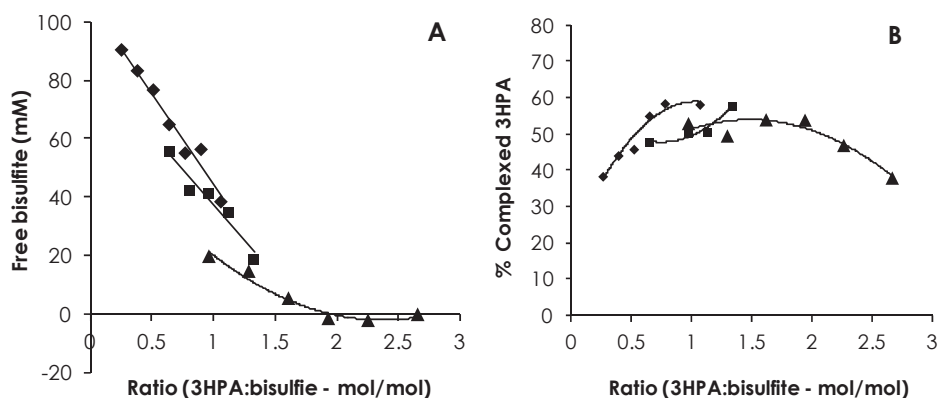 A
100
80
60
40
20
0
-20
Free bisulfite (mM)
0 0.5 1 1.5 2 2.5 3
Ratio (3HPA:bisulfie - mol/mol)
B
80
70
60
50
40
30
20
10
0
% Complexed 3HPA
0 0.5 1 1.5 2 2.5 3
Ratio (3HPA:bisulfite - mol/mol)